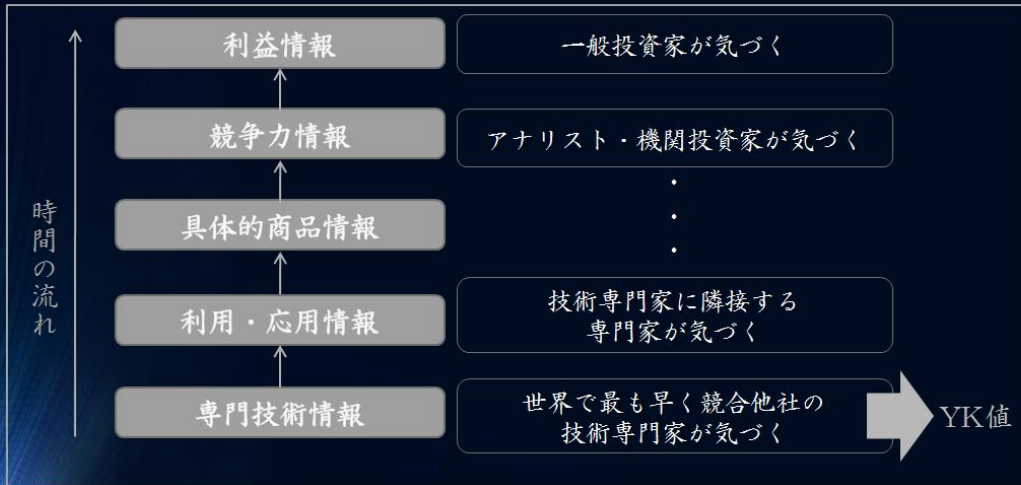 時間の流れ
利益情報
一般投資家が気づく
競争力情報
アナリスト・機関投資家が気づく
・
・
・
具体的商品情報
利用・応用情報
技術専門家に隣接する
専門家が気づく
専門技術情報
世界で最も早く競合他社の
技術専門家が気づく
YK値